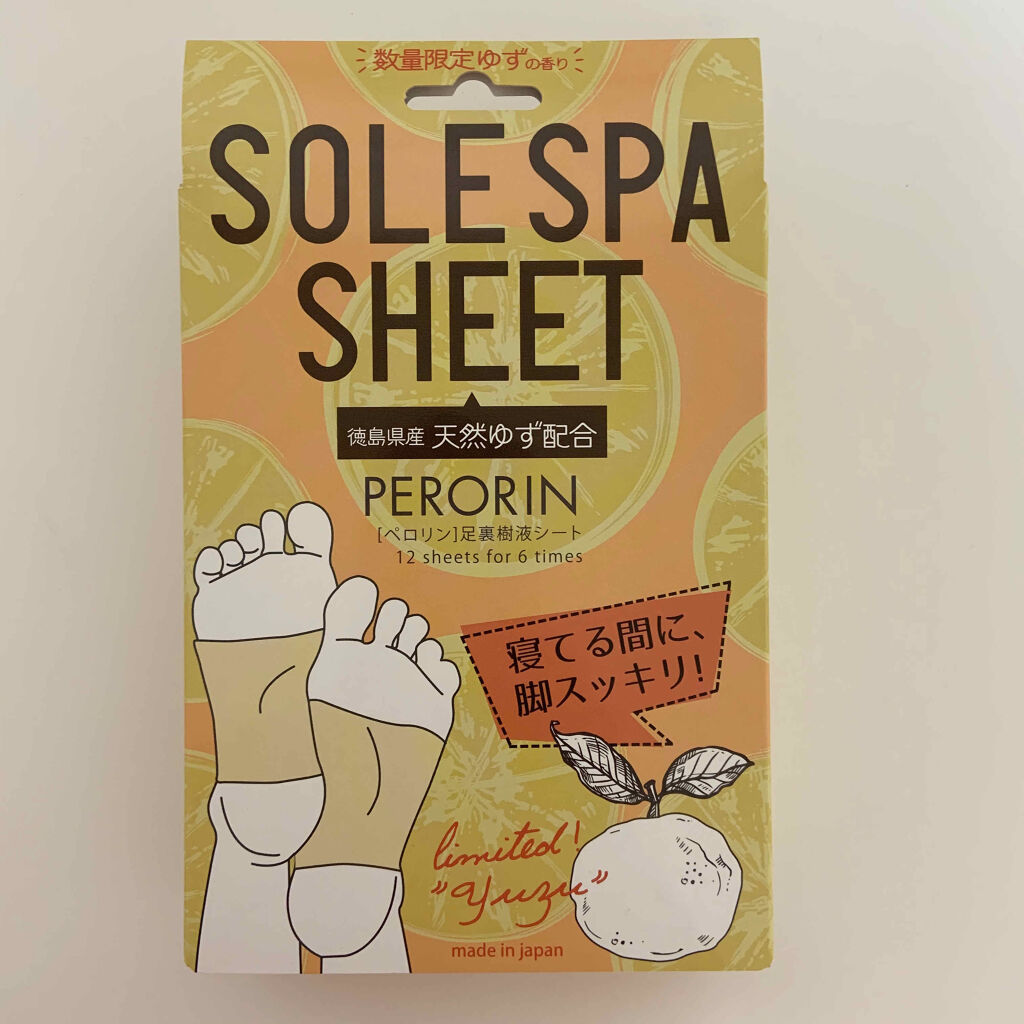 数量限定ゆずの香り
SOLE SPA
SHEET
徳島県産 天然ゆず配合
PERORIN
[ペロリン]足裏樹液シート
12 sheets for 6 times
寝てる間に、
脚スッキリ!
limited!
"Yuzu"
made in japan